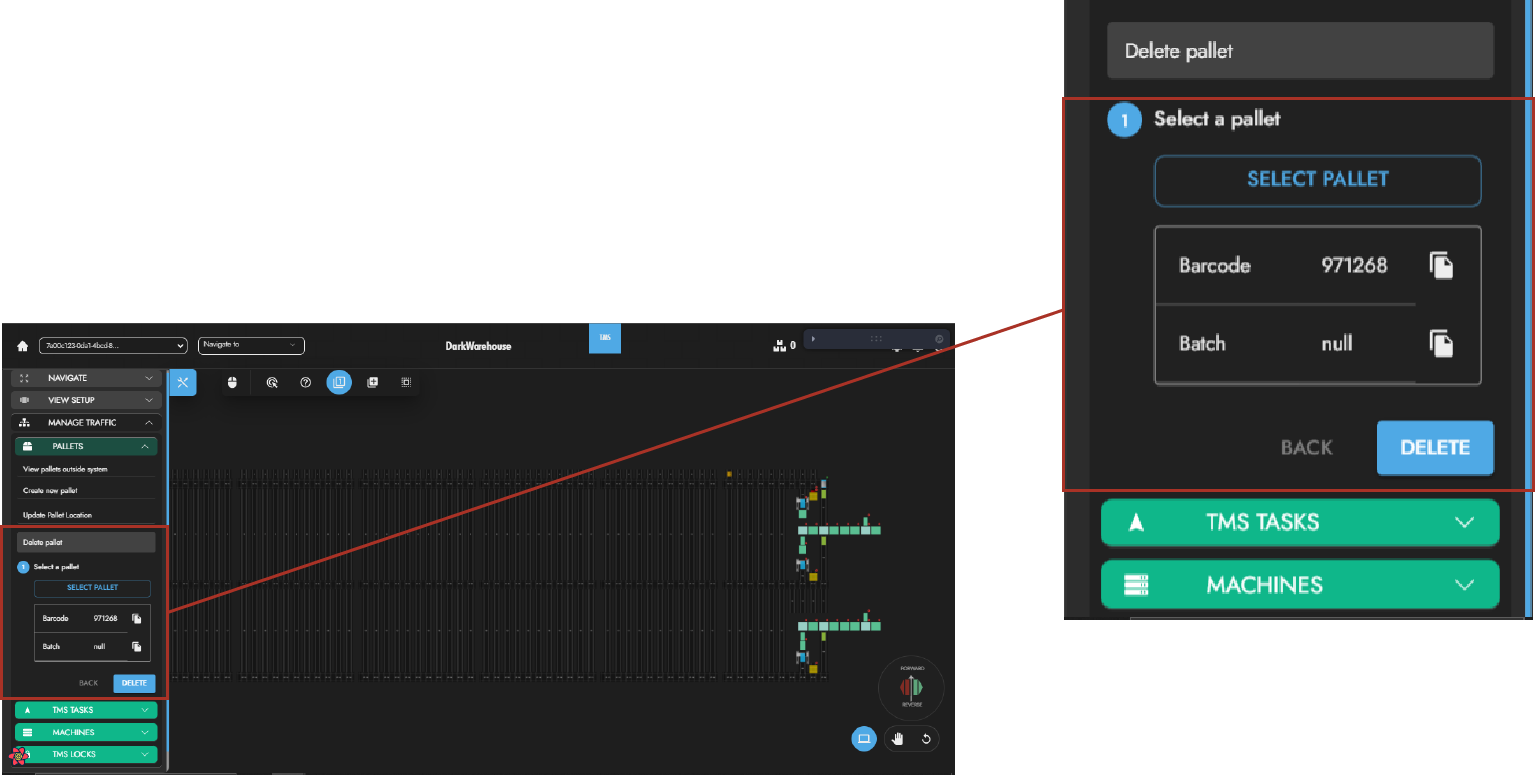 Delete pallet
1 Select a pallet
SELECT PALLET
Barcode 971268
Batch null
BACK DELETE
TMS TASKS
MACHINES
7a00c123-0da1-4bcd-8... Navigate to DarkWarehouse TMS 0
NAVIGATE
VIEW SETUP
MANAGE TRAFFIC
PALLETS
View pallets outside system
Create new pallet
Update Pallet Location
Delete pallet
1 Select a pallet
SELECT PALLET
Barcode 971268
Batch null
BACK DELETE
TMS TASKS
MACHINES
TMS LOCKS
FORWARD
REVERSE